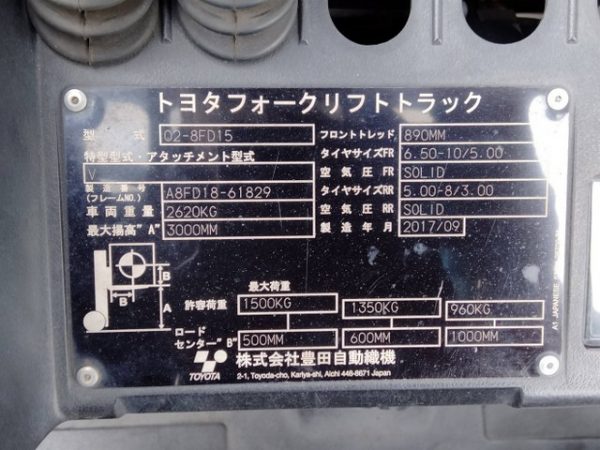 トヨタフォークリフトトラック
型式 02-8FD15 フロントトレッド 890MM
特型型式・アタッチメント型式 タイヤサイズFR 6.50-10/5.00
V 空気圧 FR SOLID
製造番号(フレームNO.) A8FD18-61829 タイヤサイズRR 5.00-8/3.00
車両重量 2620KG 空気圧 RR SOLID
最大揚高"A" 3000MM 製造年月 2017/09
B
B A
最大荷重
許容荷重 1500KG 1350KG 960KG
ロードセンター"B" 500MM 600MM 1000MM
TOYOTA 株式会社豊田自動織機
2-1, Toyoda-cho, Kariya-shi, Aichi 448-8671 Japan
A1 JAPANESE